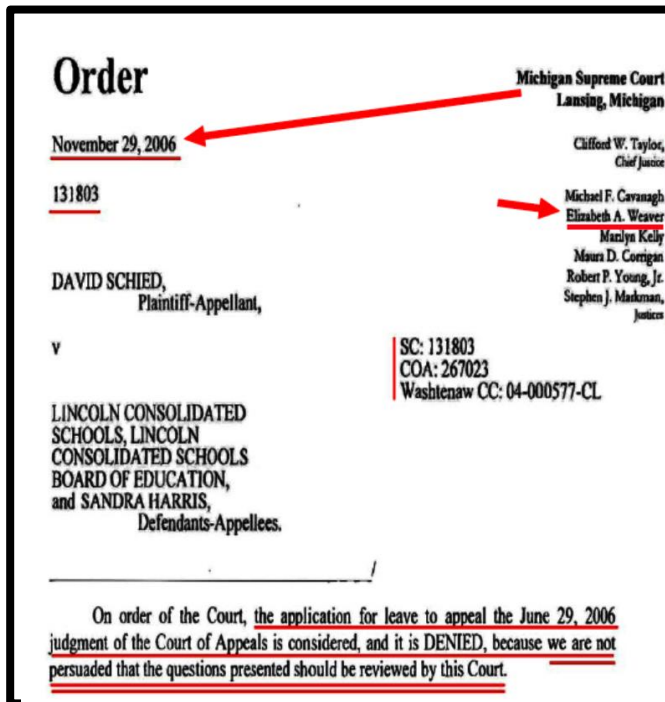 Order
Michigan Supreme Court
Lansing, Michigan
November 29, 2006
Clifford W. Taylor,
Chief Justice
131803
Michael F. Cavanagh
Elizabeth A. Weaver
Marilyn Kelly
Maura D. Corrigan
Robert P. Young, Jr.
Stephen J. Markman,
Justices
DAVID SCHIED,
Plaintiff-Appellant,
v
SC: 131803
COA: 267023
Washtenaw CC: 04-000577-CL
LINCOLN CONSOLIDATED
SCHOOLS, LINCOLN
CONSOLIDATED SCHOOLS
BOARD OF EDUCATION,
and SANDRA HARRIS,
Defendants-Appellees.
On order of the Court, the application for leave to appeal the June 29, 2006
judgment of the Court of Appeals is considered, and it is DENIED, because we are not
persuaded that the questions presented should be reviewed by this Court.